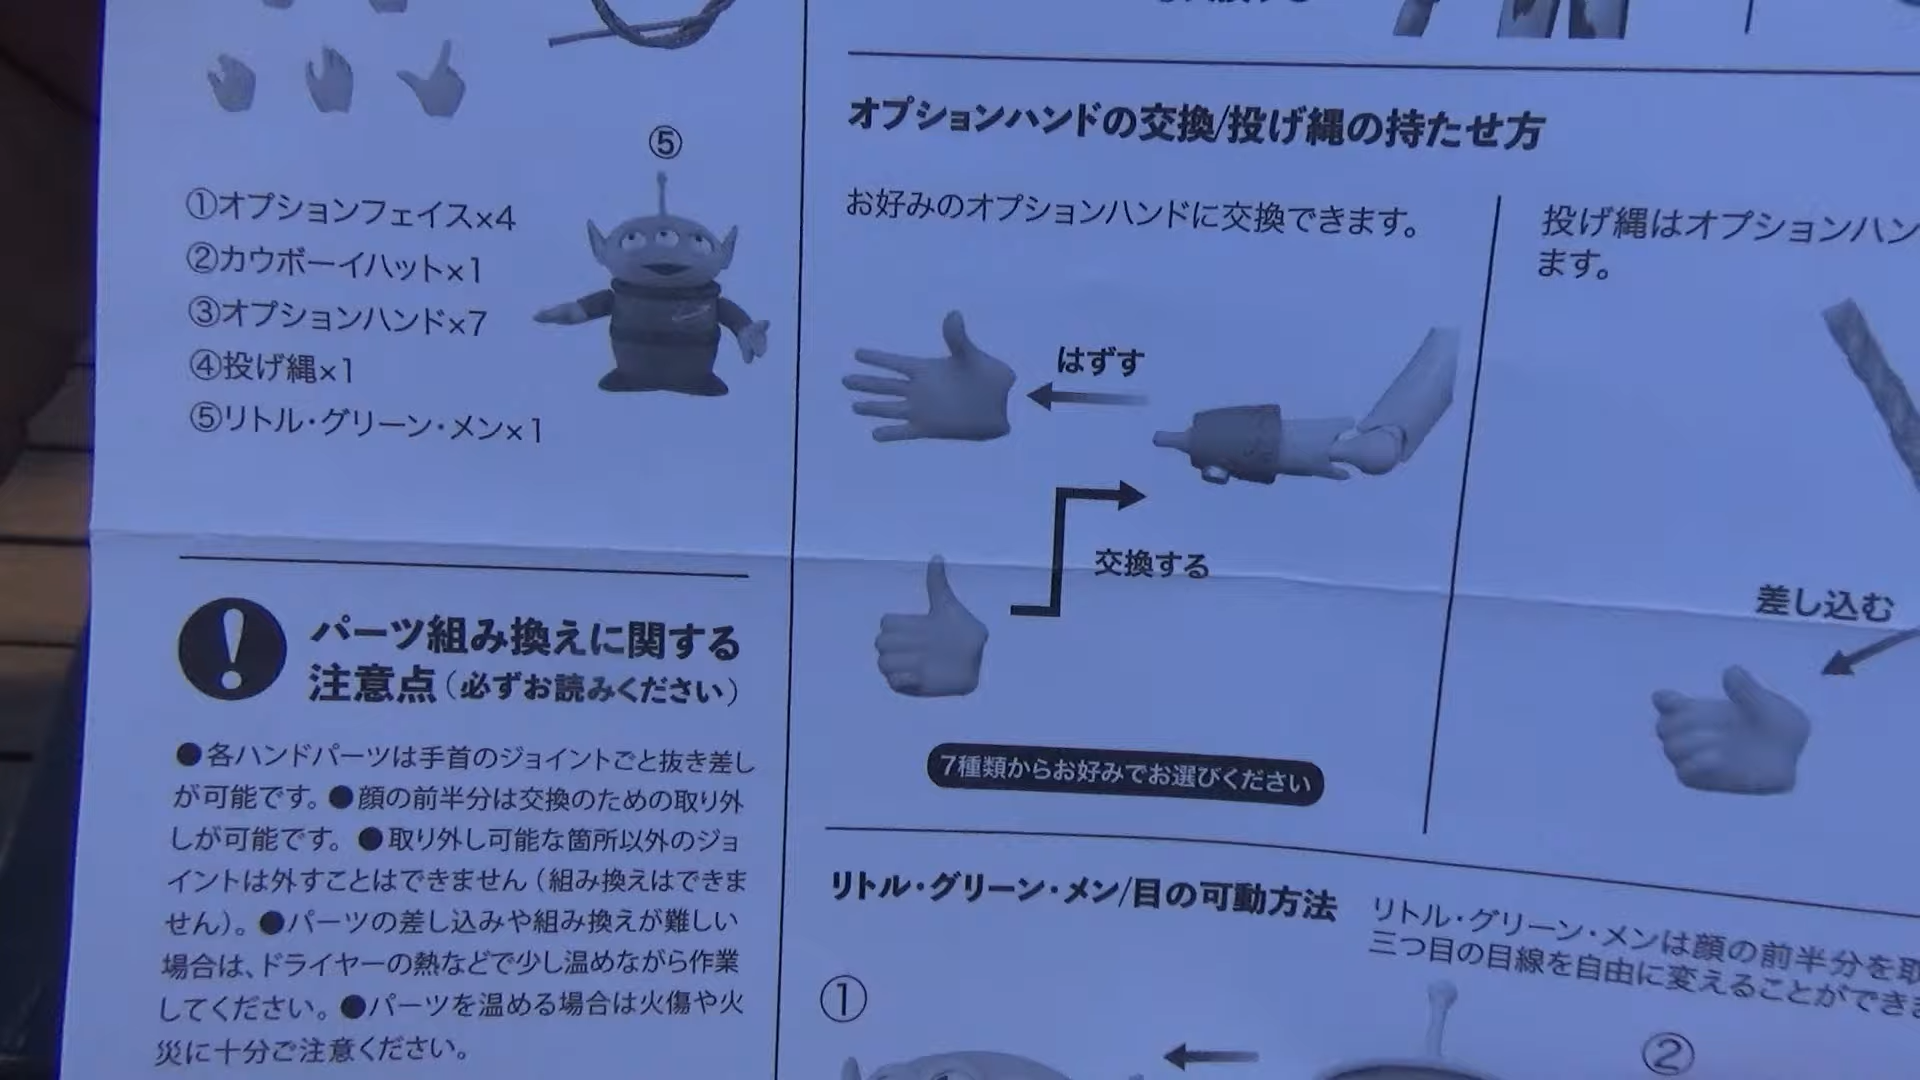 ⑤
①オプションフェイス×4
②カウボーイハット×1
③オプションハンド×7
④投げ縄×1
⑤リトル・グリーン・メン×1
パーツ組み換えに関する
注意点（必ずお読みください）
●各ハンドパーツは手首のジョイントごと抜き差し
が可能です。●顔の前半分は交換のための取り外
しが可能です。●取り外し可能な箇所以外のジョ
イントは外すことはできません（組み換えはできま
せん）。●パーツの差し込みや組み換えが難しい
場合は、ドライヤーの熱などで少し温めながら作業
してください。●パーツを温める場合は火傷や火
災に十分ご注意ください。
オプションハンドの交換/投げ縄の持たせ方
お好みのオプションハンドに交換できます。
はずす
交換する
7種類からお好みでお選びください
投げ縄はオプションハン
ます。
差し込む
リトル・グリーン・メン/目の可動方法
リトル・グリーン・メンは顔の前半分を取
三つ目の目線を自由に変えることができま
①
②